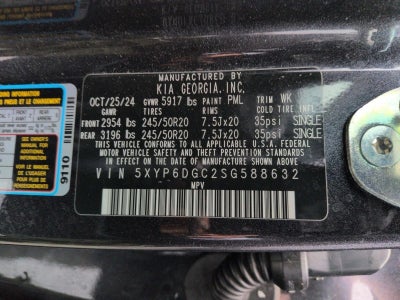 MANUFACTURED BY
KIA GEORGIA, INC.
OCT/25/24 GVWR 5917 lbs PAINT PML TRIM WK
GAWR TIRES RIMS COLD TIRE INFL.
FRONT 2954 lbs 245/50R20 7.5Jx20 35psi SINGLE
REAR 3196 lbs 245/50R20 7.5Jx20 35psi SINGLE
THIS VEHICLE CONFORMS TO ALL APPLICABLE U.S.A. FEDERAL
MOTOR VEHICLE SAFETY, BUMPER, AND
THEFT PREVENTION STANDARDS IN EFFECT ON THE DATE OF
MANUFACTURE SHOWN ABOVE.
VIN 5XYP6DGC2SG588632
MPV
9110